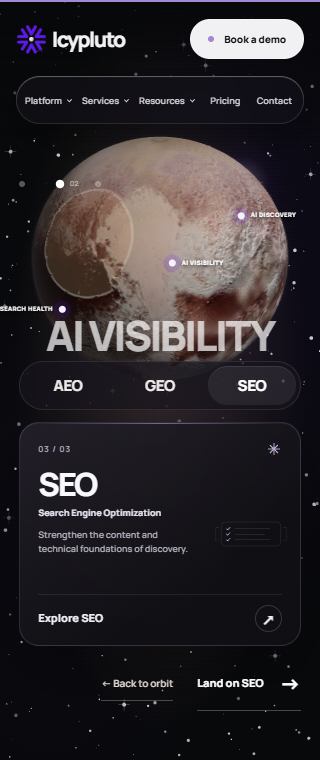 Icypluto
Book a demo
Platform
Services
Resources
Pricing
Contact
02
AI DISCOVERY
AI VISIBILITY
SEARCH HEALTH
AI VISIBILITY
AEO
GEO
SEO
03 / 03
SEO
Search Engine Optimization
Strengthen the content and
technical foundations of discovery.
Explore SEO
← Back to orbit
Land on SEO →